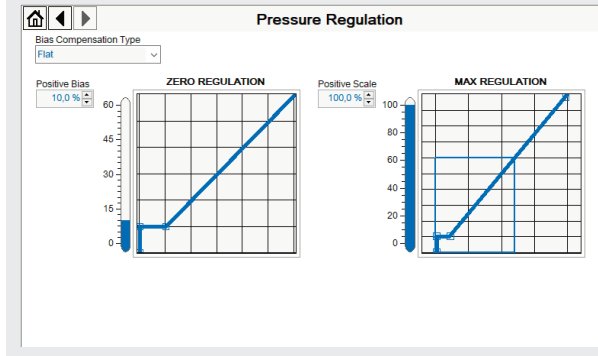 Pressure Regulation
Bias Compensation Type
Flat
Positive Bias
10,0 %
ZERO REGULATION
60
45
30
15
0
Positive Scale
100,0 %
MAX REGULATION
100
80
60
40
20
0